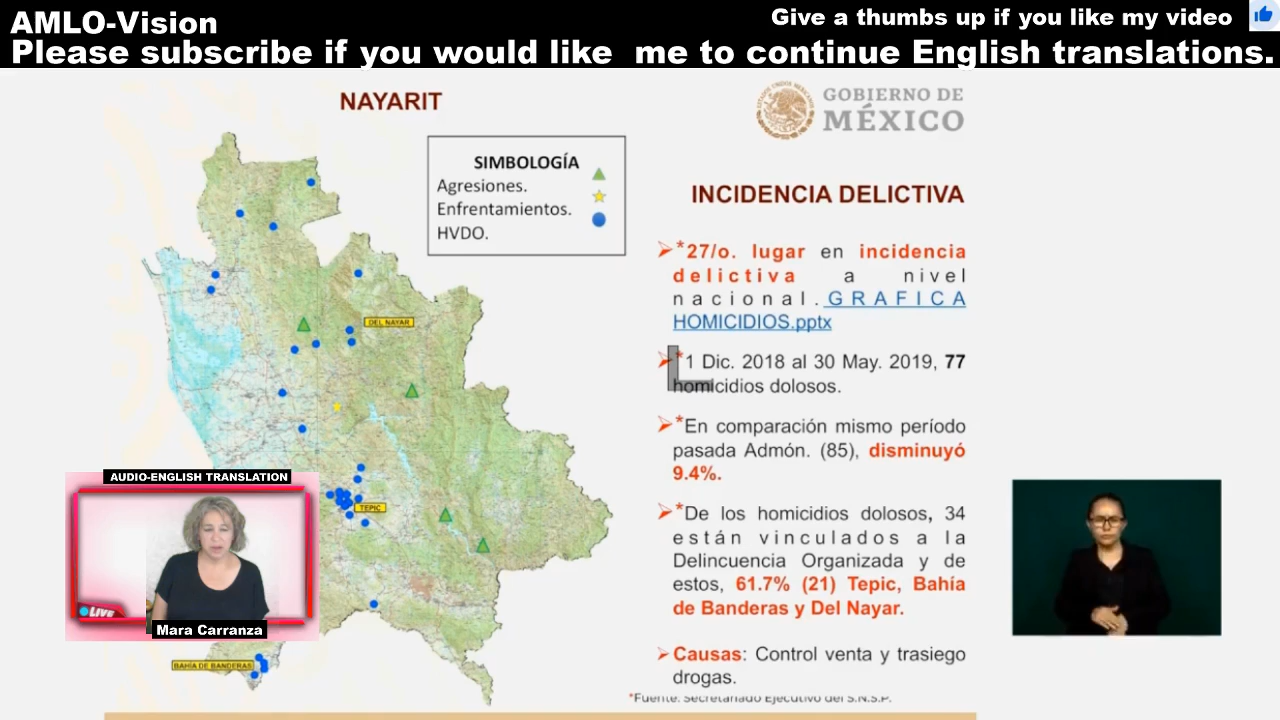 AMLO-Vision
Give a thumbs up if you like my video
Please subscribe if you would like me to continue English translations.
NAYARIT
GOBIERNO DE
MÉXICO
SIMBOLOGÍA
Agresiones.
Enfrentamientos.
HVDO.
INCIDENCIA DELICTIVA
*27/o. lugar en incidencia
delictiva a nivel
nacional. GRAFICA
HOMICIDIOS.pptx
*1 Dic. 2018 al 30 May. 2019, 77
homicidios dolosos.
*En comparación mismo período
pasada Admón. (85), disminuyó
9.4%.
*De los homicidios dolosos, 34
están vinculados a la
Delincuencia Organizada y de
estos, 61.7% (21) Tepic, Bahía
de Banderas y Del Nayar.
Causas: Control venta y trasiego
drogas.
*Fuente: Secretariado Ejecutivo del S.N.S.P.
DEL NAYAR
TEPIC
BAHÍA DE BANDERAS
AUDIO-ENGLISH TRANSLATION
LIVE
Mara Carranza